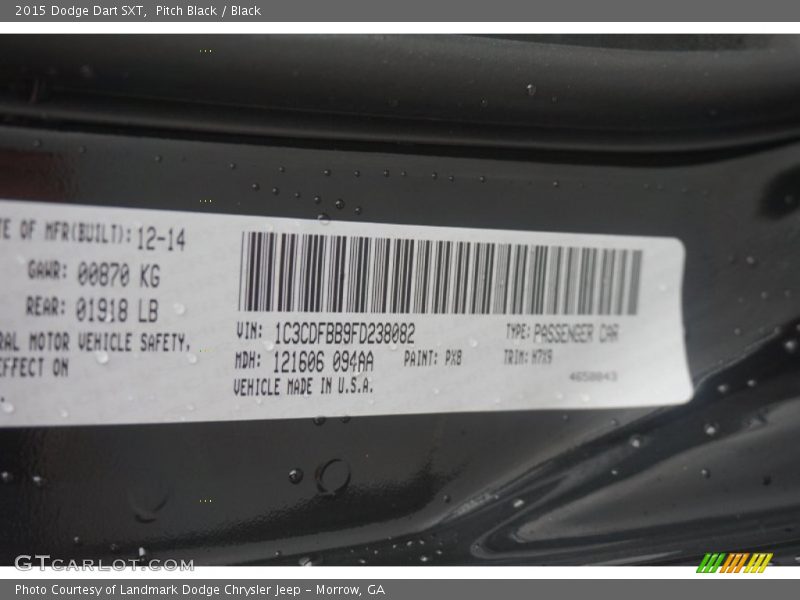 2015 Dodge Dart SXT,  Pitch Black / Black
TE OF MFR(BUILT): 12-14
GAWR: 00870 KG
REAR: 01918 LB
RAL MOTOR VEHICLE SAFETY,
EFFECT ON
VIN: 1C3CDFBB9FD238082
TYPE: PASSENGER CAR
MDH: 121606 094AA
PAINT: PX8
TRIM: H7X9
VEHICLE MADE IN U.S.A.
4658043
GTcarlot.com
Photo Courtesy of Landmark Dodge Chrysler Jeep - Morrow, GA